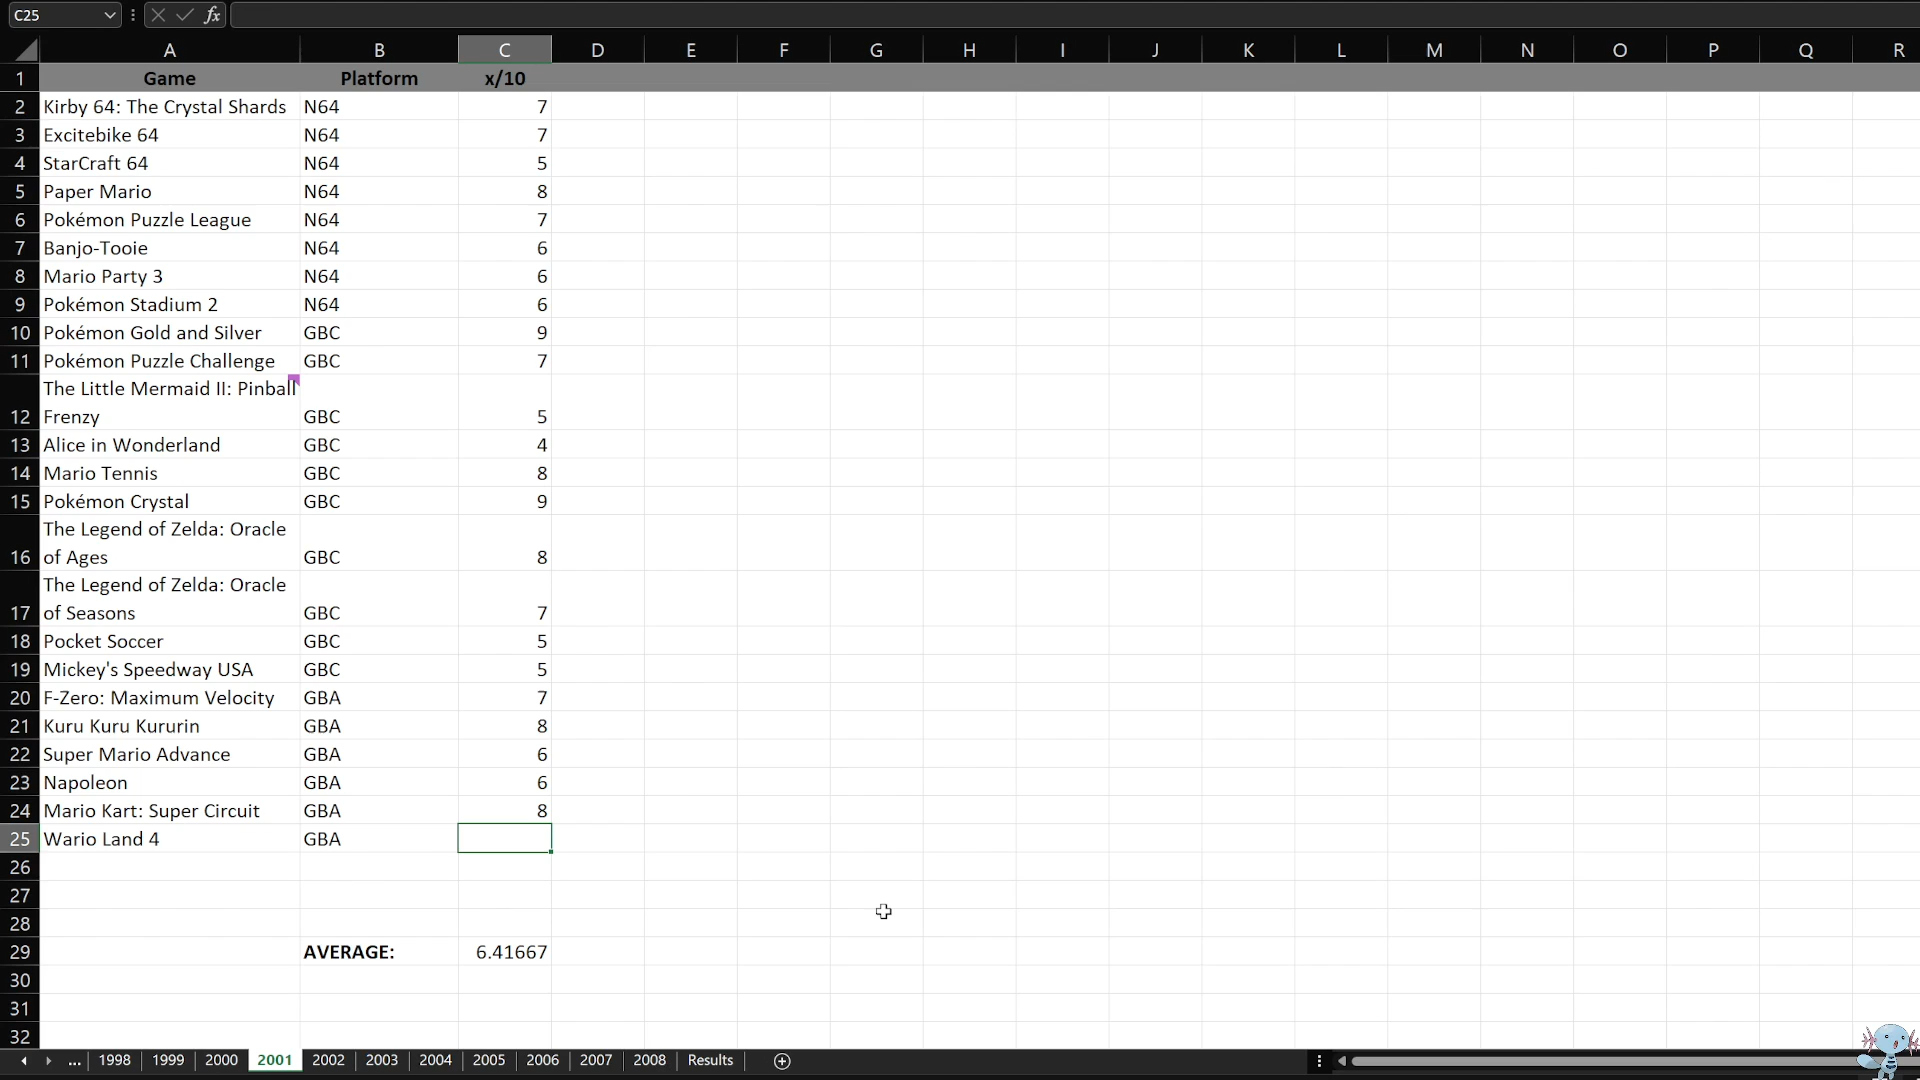 C25 fx
A B C D E F G H I J K L M N O P Q R
1 Game Platform x/10
2 Kirby 64: The Crystal Shards N64 7
3 Excitebike 64 N64 7
4 StarCraft 64 N64 5
5 Paper Mario N64 8
6 Pokémon Puzzle League N64 7
7 Banjo-Tooie N64 6
8 Mario Party 3 N64 6
9 Pokémon Stadium 2 N64 6
10 Pokémon Gold and Silver GBC 9
11 Pokémon Puzzle Challenge GBC 7
The Little Mermaid II: Pinball
12 Frenzy GBC 5
13 Alice in Wonderland GBC 4
14 Mario Tennis GBC 8
15 Pokémon Crystal GBC 9
The Legend of Zelda: Oracle
16 of Ages GBC 8
The Legend of Zelda: Oracle
17 of Seasons GBC 7
18 Pocket Soccer GBC 5
19 Mickey's Speedway USA GBC 5
20 F-Zero: Maximum Velocity GBA 7
21 Kuru Kuru Kururin GBA 8
22 Super Mario Advance GBA 6
23 Napoleon GBA 6
24 Mario Kart: Super Circuit GBA 8
25 Wario Land 4 GBA
26
27
28
29 AVERAGE: 6.41667
30
31
32
... 1998 1999 2000 2001 2002 2003 2004 2005 2006 2007 2008 Results